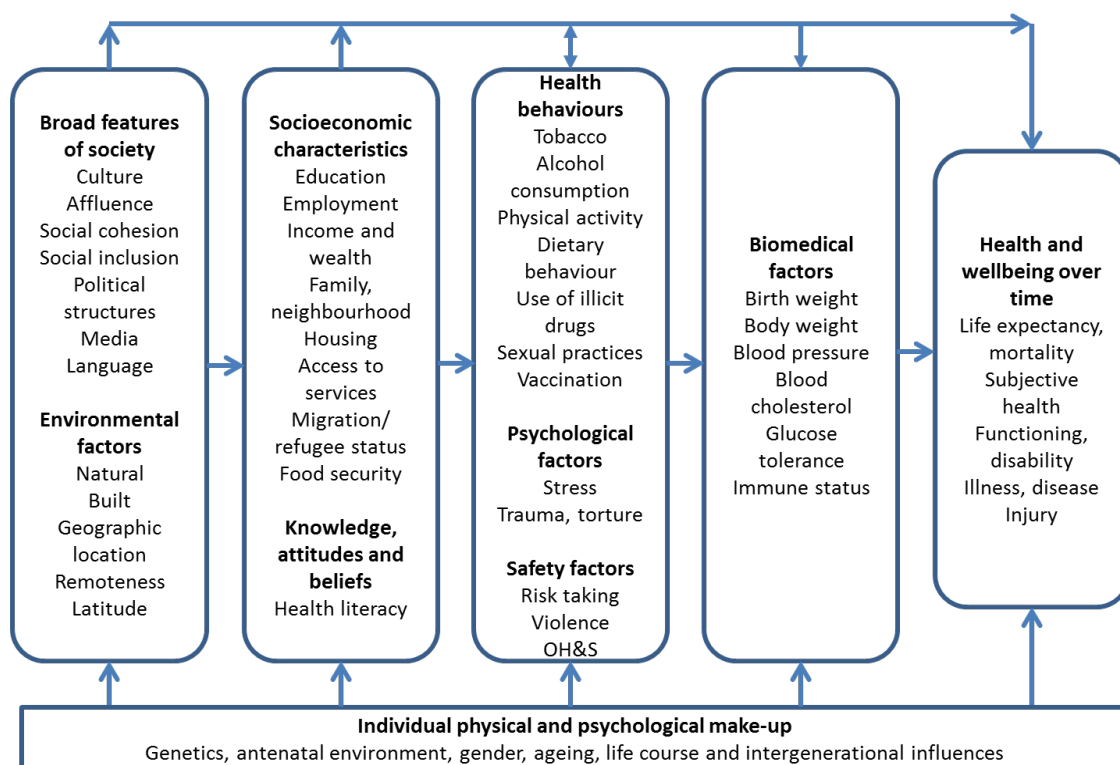 Broad features
of society
Culture
Affluence
Social cohesion
Social inclusion
Political
structures
Media
Language
Environmental
factors
Natural
Built
Geographic
location
Remoteness
Latitude
Socioeconomic
characteristics
Education
Employment
Income and
wealth
Family,
neighbourhood
Housing
Access to
services
Migration/
refugee status
Food security
Knowledge,
attitudes and
beliefs
Health literacy
Health
behaviours
Tobacco
Alcohol
consumption
Physical activity
Dietary
behaviour
Use of illicit
drugs
Sexual practices
Vaccination
Psychological
factors
Stress
Trauma, torture
Safety factors
Risk taking
Violence
OH&S
Biomedical
factors
Birth weight
Body weight
Blood pressure
Blood
cholesterol
Glucose
tolerance
Immune status
Health and
wellbeing over
time
Life expectancy,
mortality
Subjective
health
Functioning,
disability
Illness, disease
Injury
Individual physical and psychological make-up
Genetics, antenatal environment, gender, ageing, life course and intergenerational influences